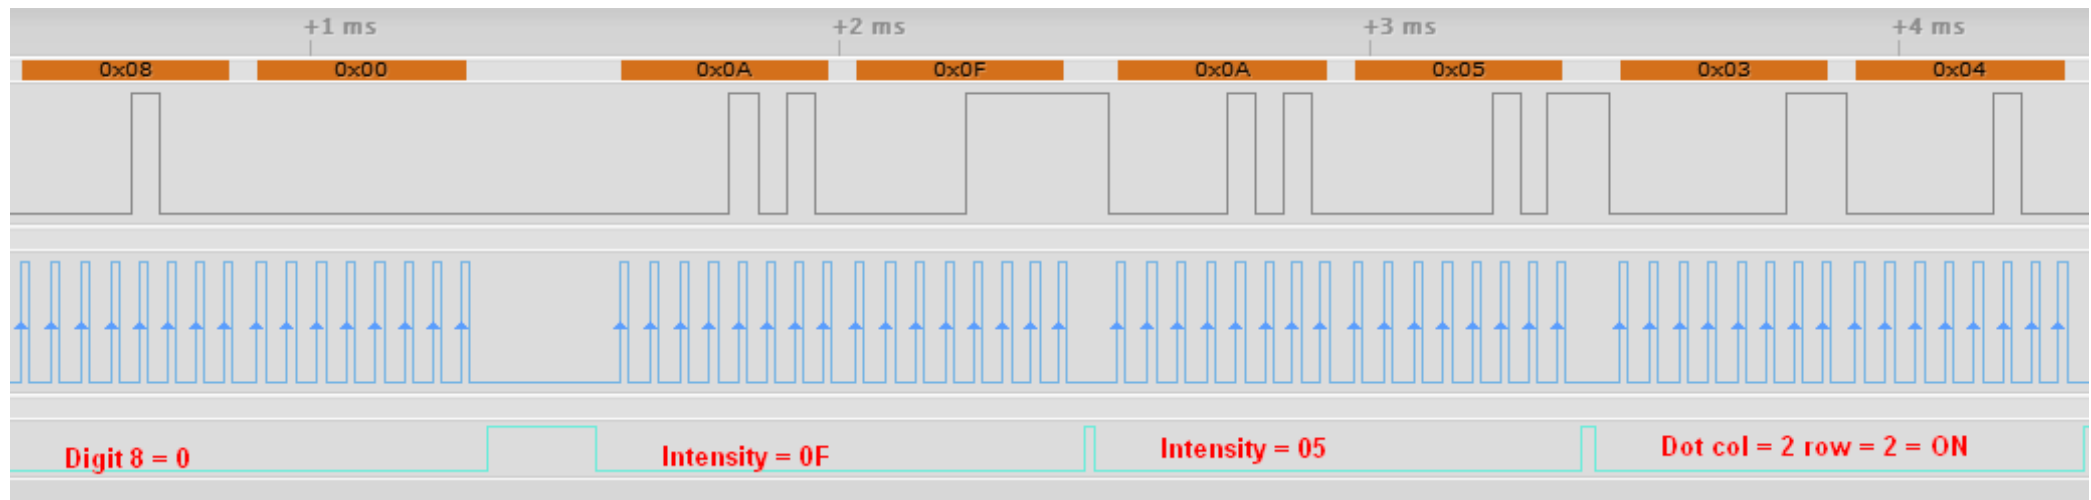 +1 ms +2 ms +3 ms +4 ms
0x08 0x00 0x0A 0x0F 0x0A 0x05 0x03 0x04
Digit 8 = 0 Intensity = 0F Intensity = 05 Dot col = 2 row = 2 = ON